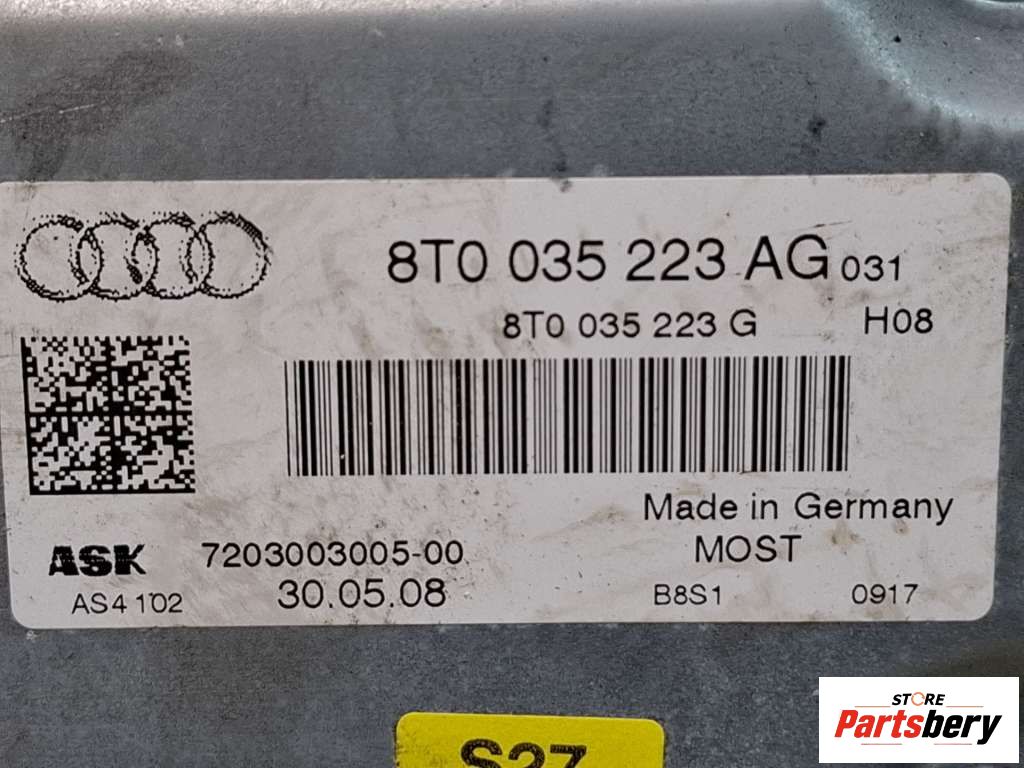 8T0 035 223 AG 031
8T0 035 223 G H08
Made in Germany
ASK 7203003005-00 MOST
AS4 102 30.05.08 B8S1 0917
S27
STORE
Partsbery